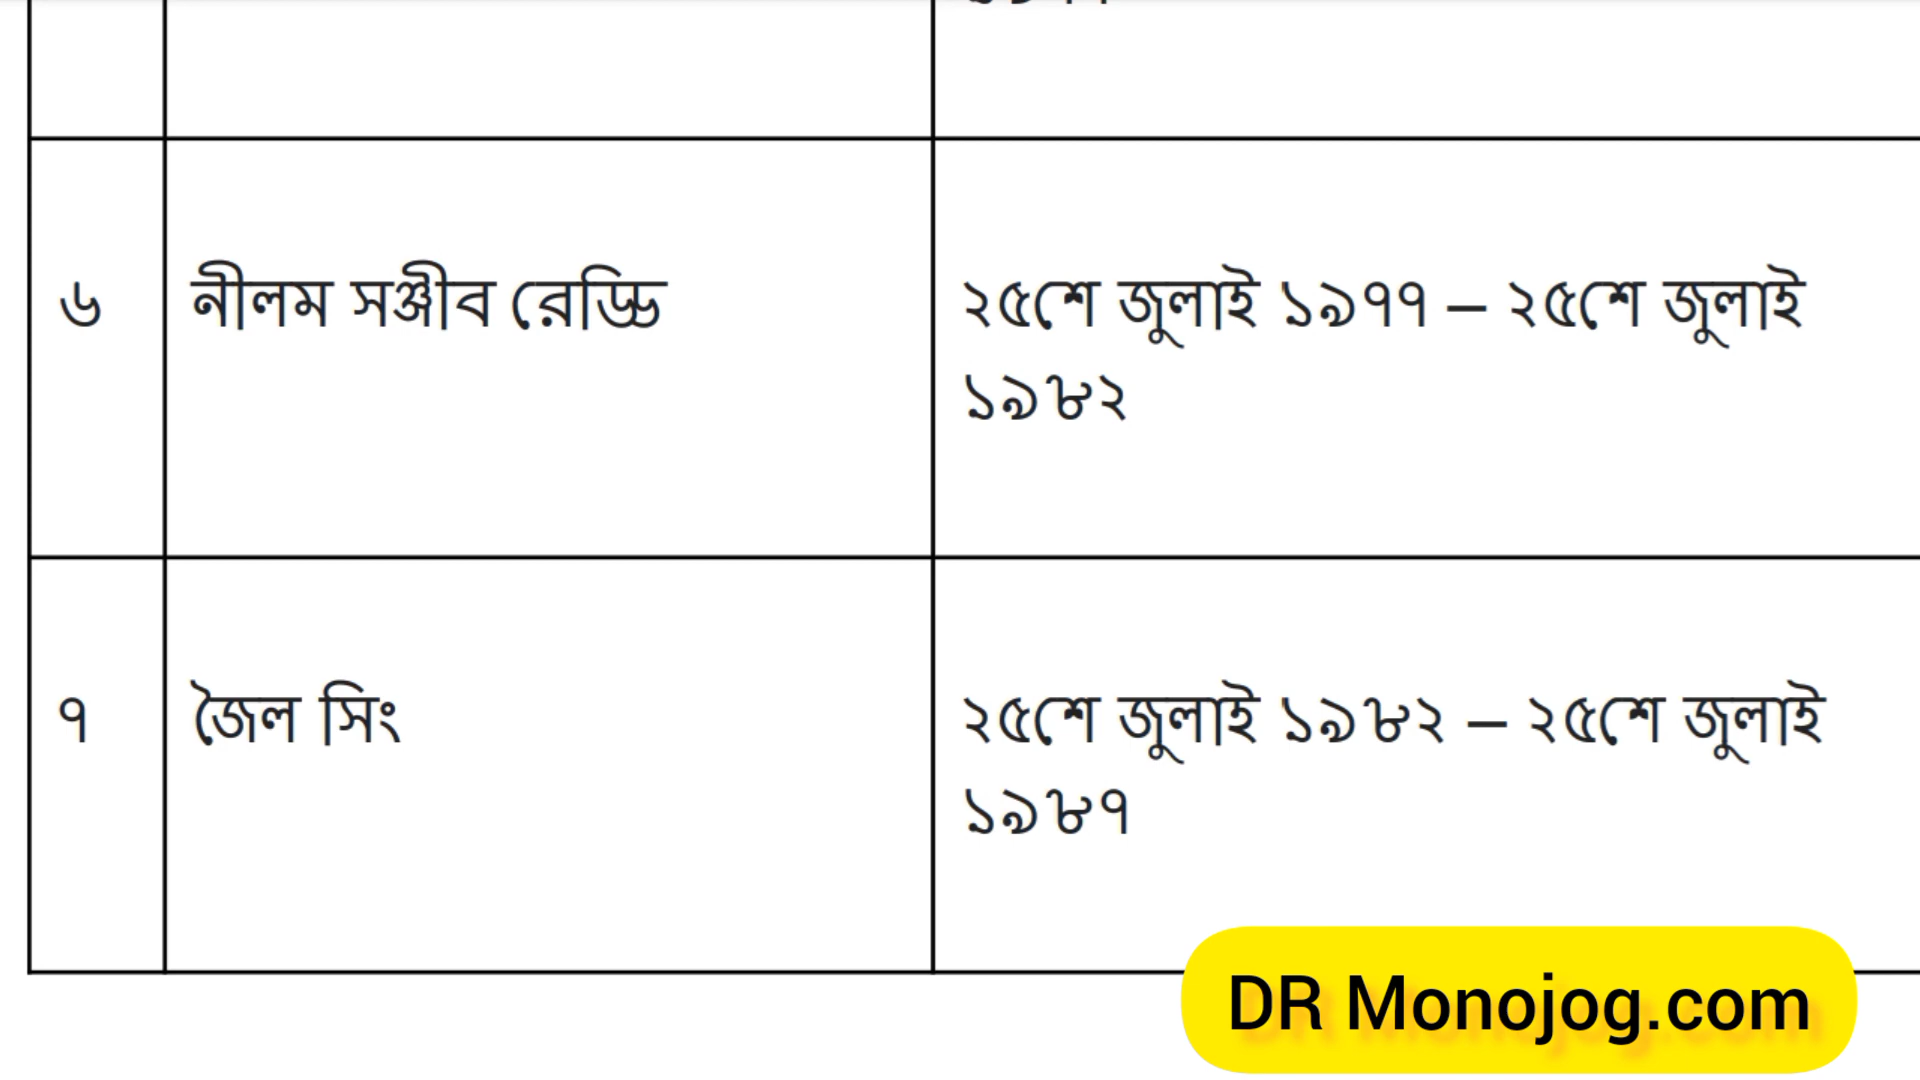 ৬
নীলম সঞ্জীব রেড্ডি
২৫শে জুলাই ১৯৭৭ – ২৫শে জুলাই
১৯৮২
৭
জৈল সিং
২৫শে জুলাই ১৯৮২ – ২৫শে জুলাই
১৯৮৭
DR Monojog.com